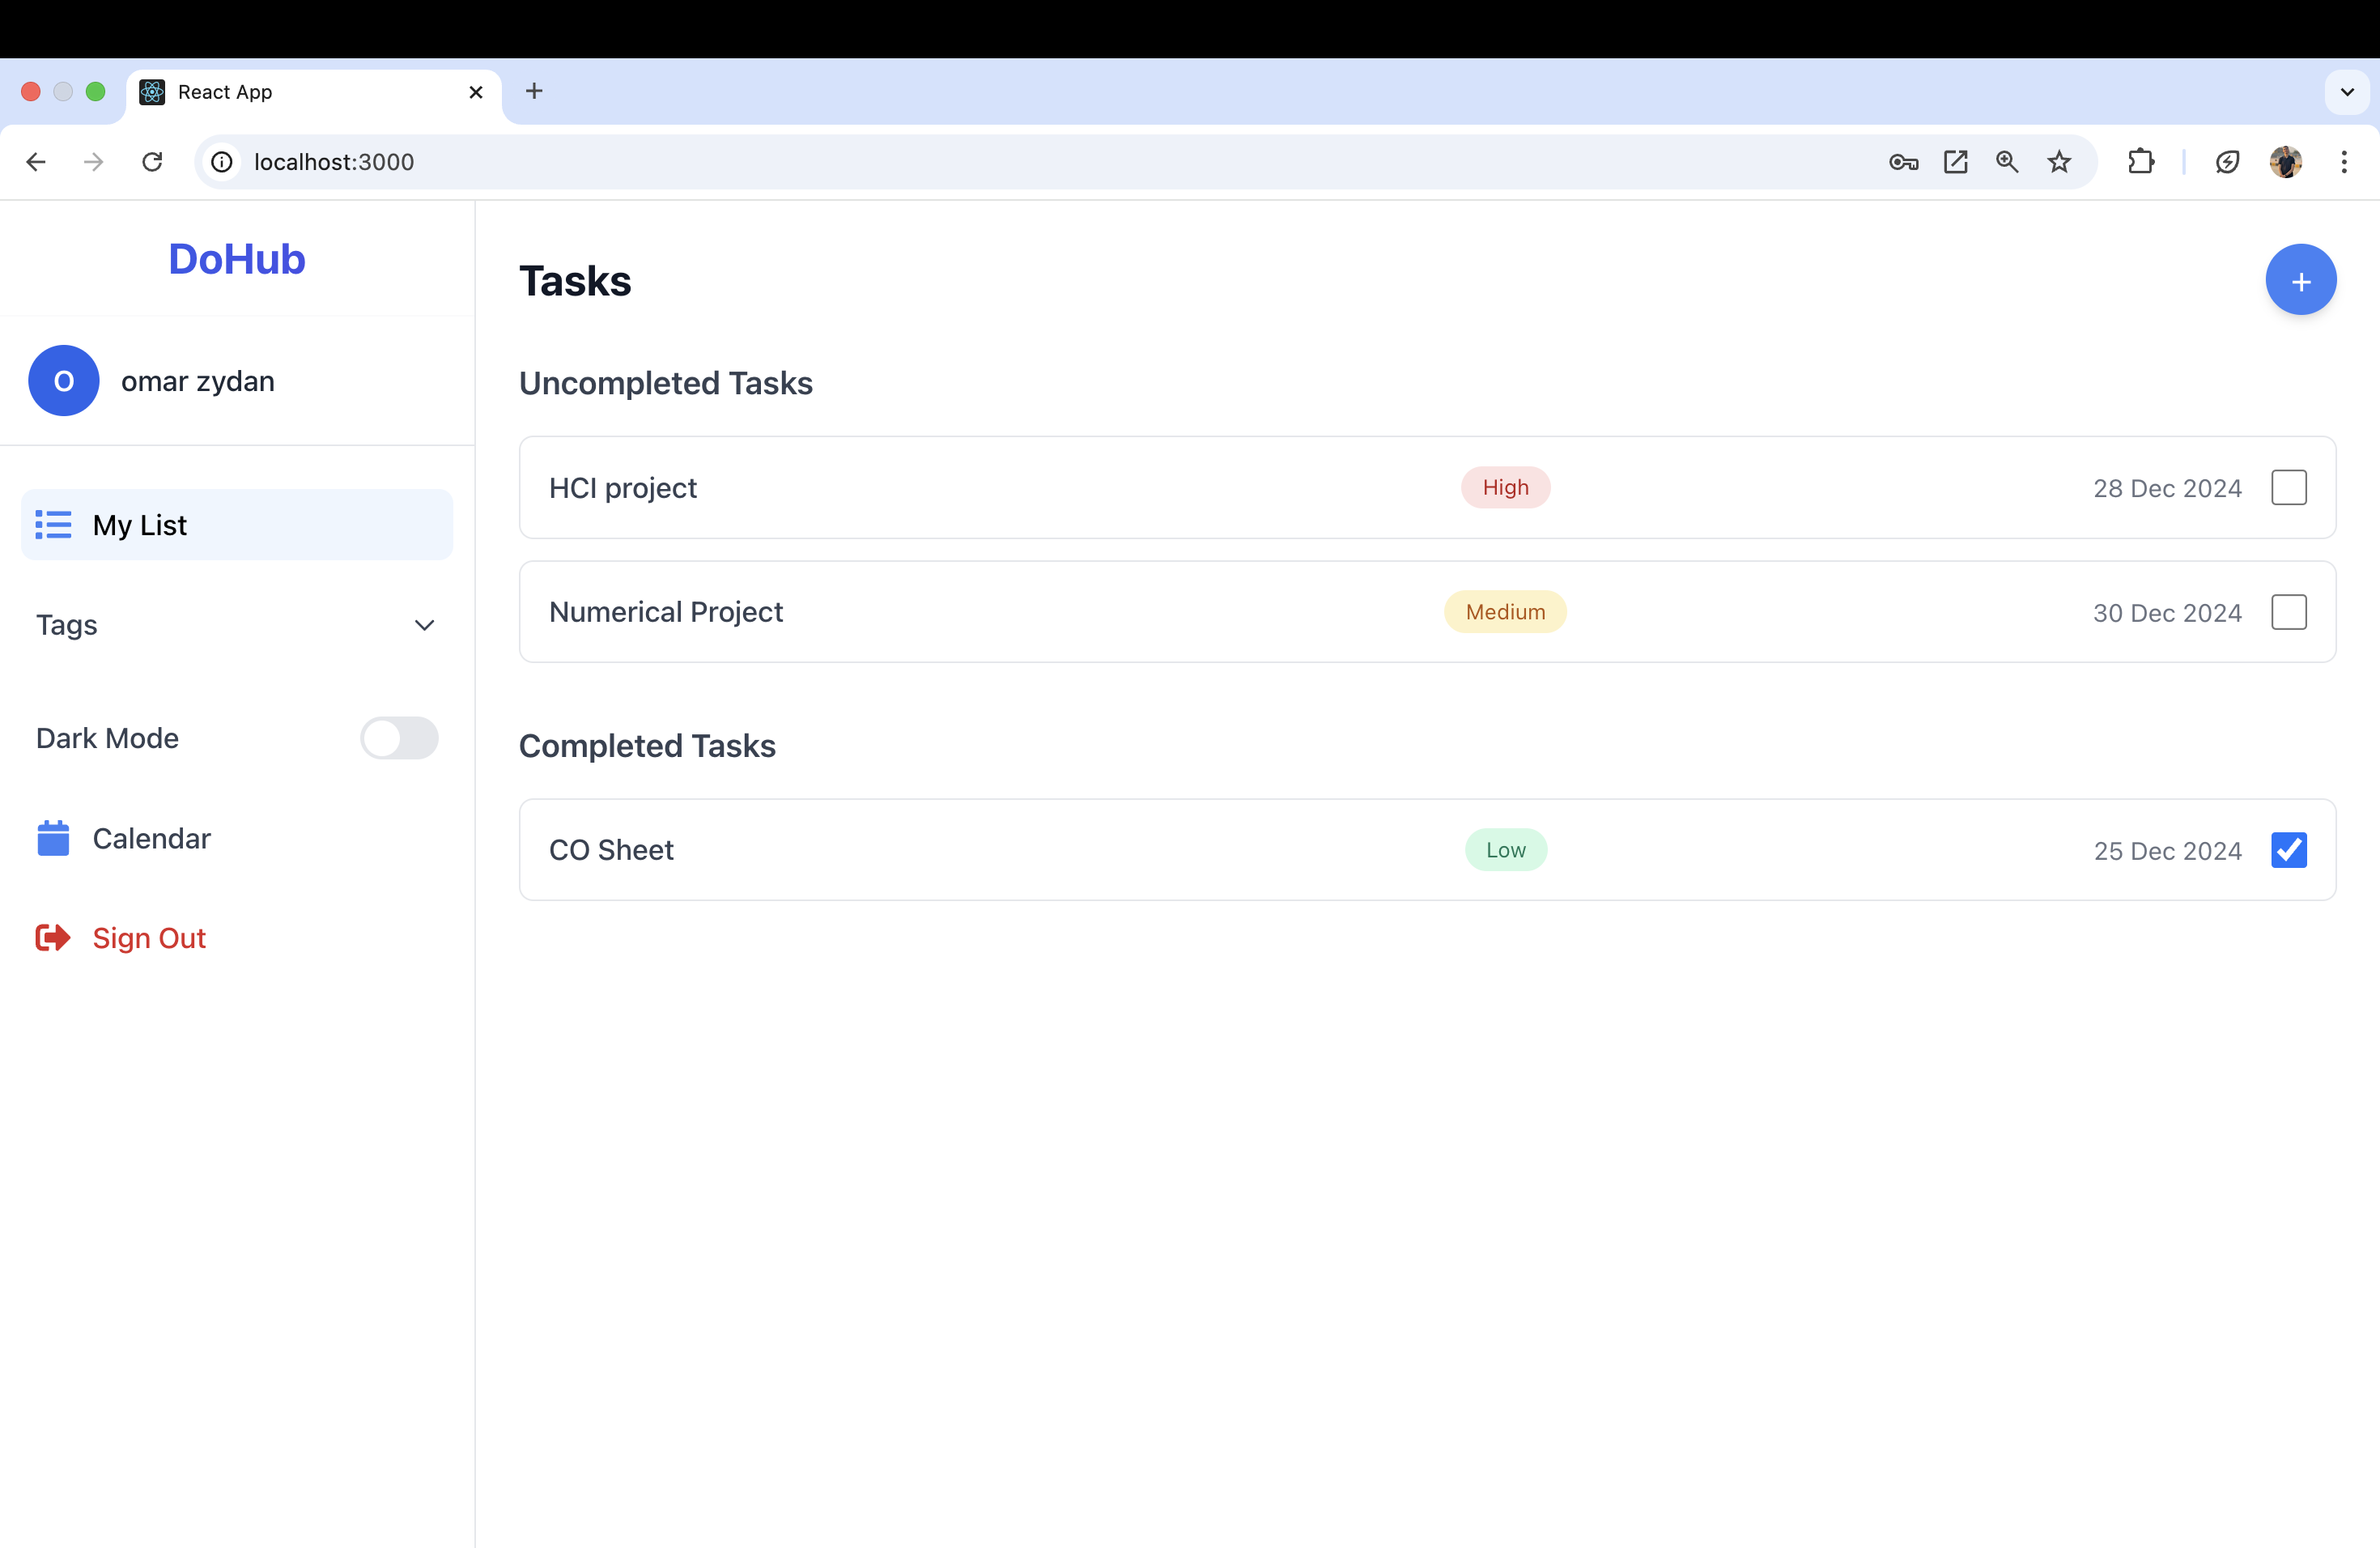 React App
localhost:3000
DoHub
O
omar zydan
My List
Tags
Dark Mode
Calendar
Sign Out
Tasks
+
Uncompleted Tasks
HCI project High 28 Dec 2024
Numerical Project Medium 30 Dec 2024
Completed Tasks
CO Sheet Low 25 Dec 2024